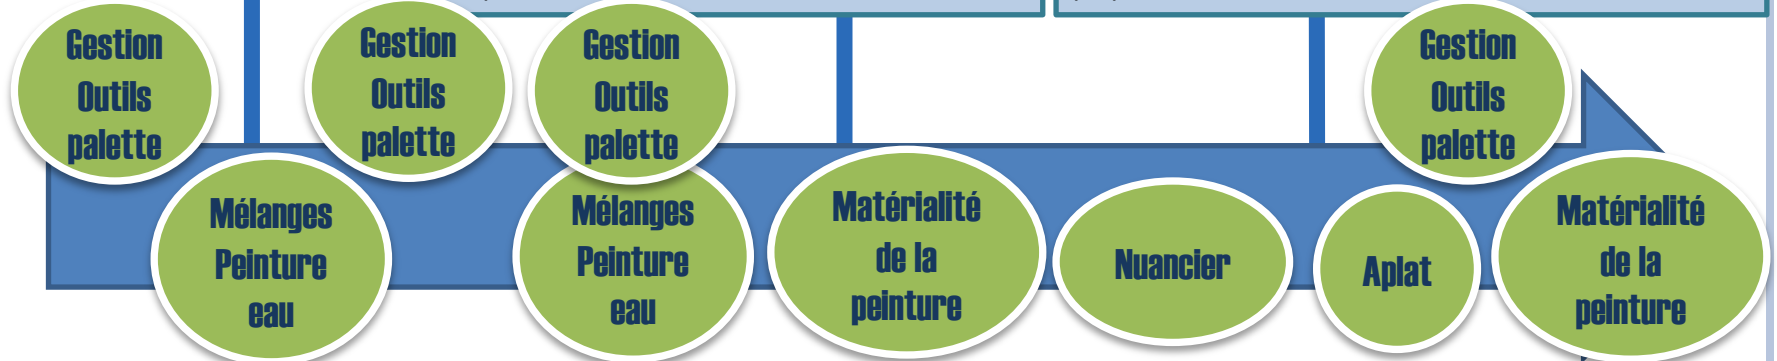 Gestion
Outils
palette
Gestion
Outils
palette
Gestion
Outils
palette
Gestion
Outils
palette
Mélanges
Peinture
eau
Mélanges
Peinture
eau
Matérialité
de la
peinture
Nuancier
Aplat
Matérialité
de la
peinture